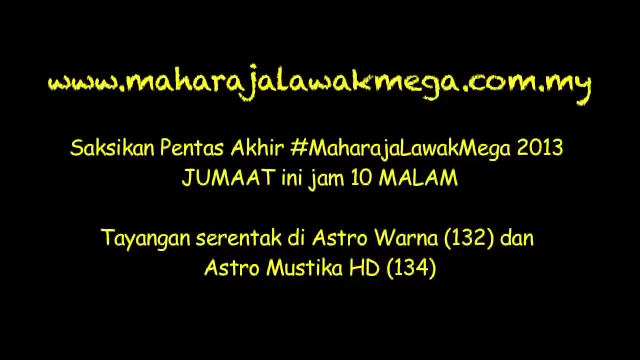 www.maharajalawakmega.com.my
Saksikan Pentas Akhir #MaharajaLawakMega 2013
JUMAAT ini jam 10 MALAM
Tayangan serentak di Astro Warna (132) dan
Astro Mustika HD (134)